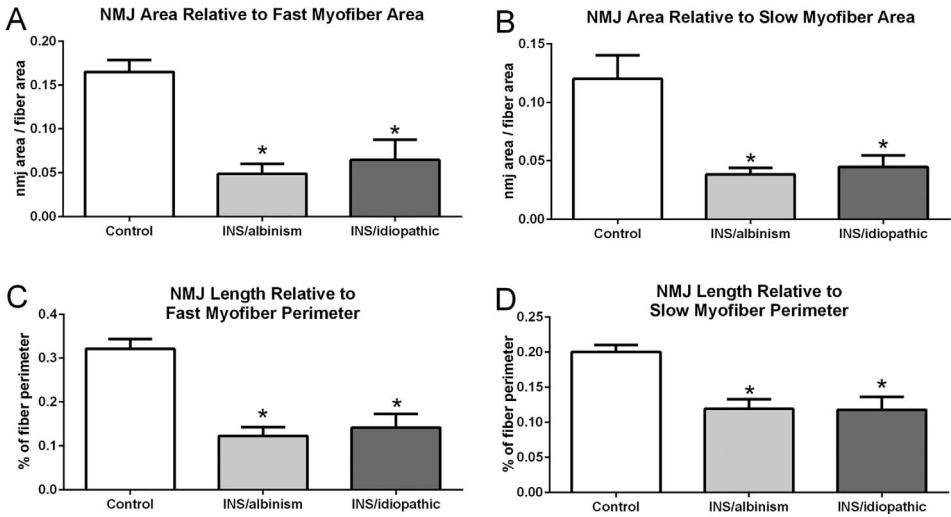 A
NMJ Area Relative to Fast Myofiber Area
nmj area / fiber area
0.20
0.15
0.10
0.05
0.00
*
*
Control
INS/albinism
INS/idiopathic
B
NMJ Area Relative to Slow Myofiber Area
nmj area / fiber area
0.15
0.10
0.05
0.00
*
*
Control
INS/albinism
INS/idiopathic
C
NMJ Length Relative to
Fast Myofiber Perimeter
% of fiber perimeter
0.4
0.3
0.2
0.1
0.0
*
*
Control
INS/albinism
INS/idiopathic
D
NMJ Length Relative to
Slow Myofiber Perimeter
% of fiber perimeter
0.25
0.20
0.15
0.10
0.05
0.00
*
*
Control
INS/albinism
INS/idiopathic